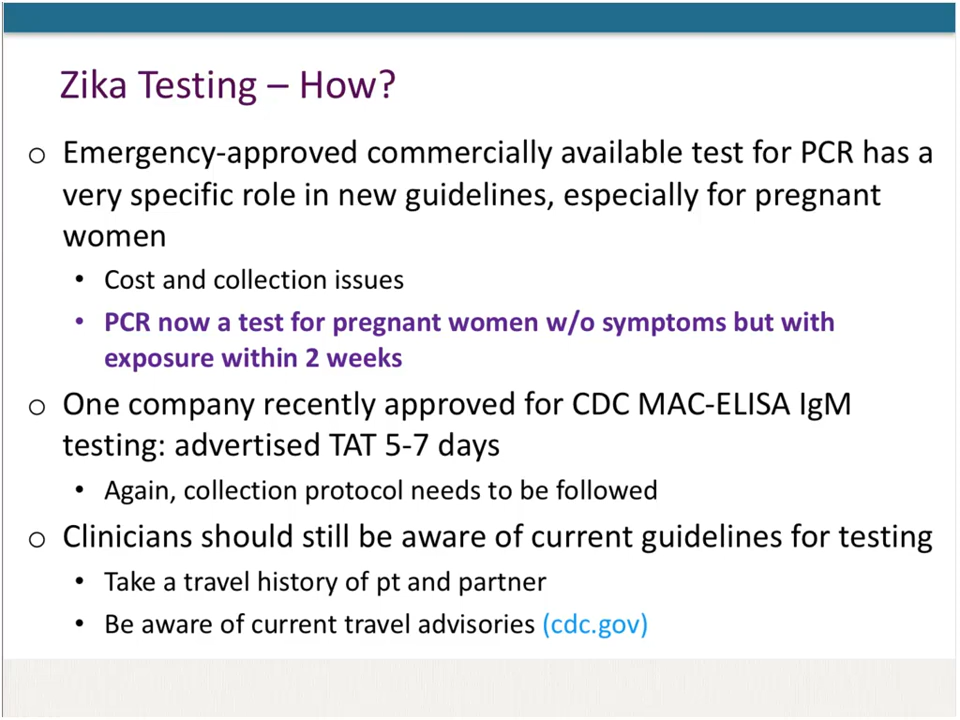 Zika Testing – How?
o Emergency-approved commercially available test for PCR has a
very specific role in new guidelines, especially for pregnant
women
• Cost and collection issues
• PCR now a test for pregnant women w/o symptoms but with
exposure within 2 weeks
o One company recently approved for CDC MAC-ELISA IgM
testing: advertised TAT 5-7 days
• Again, collection protocol needs to be followed
o Clinicians should still be aware of current guidelines for testing
• Take a travel history of pt and partner
• Be aware of current travel advisories (cdc.gov)